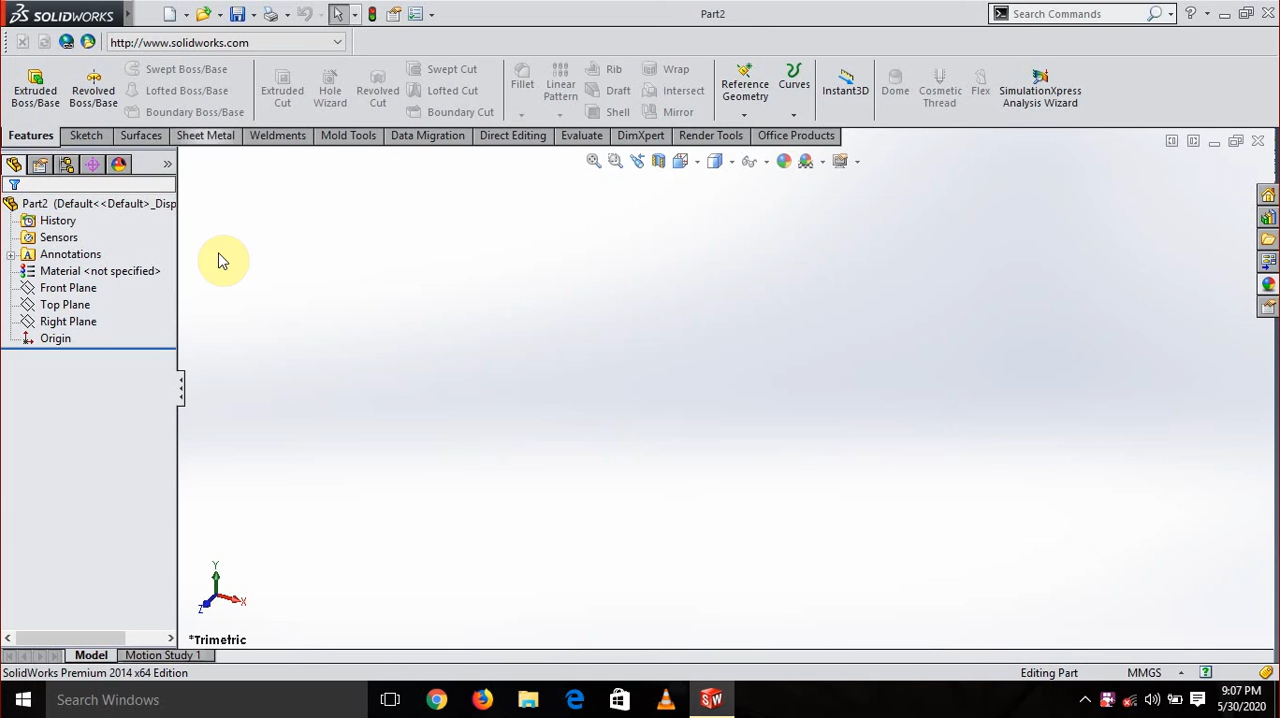 SOLIDWORKS
Part2
Search Commands
http://www.solidworks.com
Extruded Boss/Base
Revolved Boss/Base
Swept Boss/Base
Lofted Boss/Base
Boundary Boss/Base
Extruded Cut
Hole Wizard
Revolved Cut
Swept Cut
Lofted Cut
Boundary Cut
Fillet
Linear Pattern
Rib
Draft
Shell
Wrap
Intersect
Mirror
Reference Geometry
Curves
Instant3D
Dome
Cosmetic Thread
Flex
SimulationXpress Analysis Wizard
Features
Sketch
Surfaces
Sheet Metal
Weldments
Mold Tools
Data Migration
Direct Editing
Evaluate
DimXpert
Render Tools
Office Products
Part2 (Default<<Default>_Disp
History
Sensors
Annotations
Material <not specified>
Front Plane
Top Plane
Right Plane
Origin
Y
X
Z
*Trimetric
Model
Motion Study 1
SolidWorks Premium 2014 x64 Edition
Editing Part
MMGS
Search Windows
9:07 PM
5/30/2020